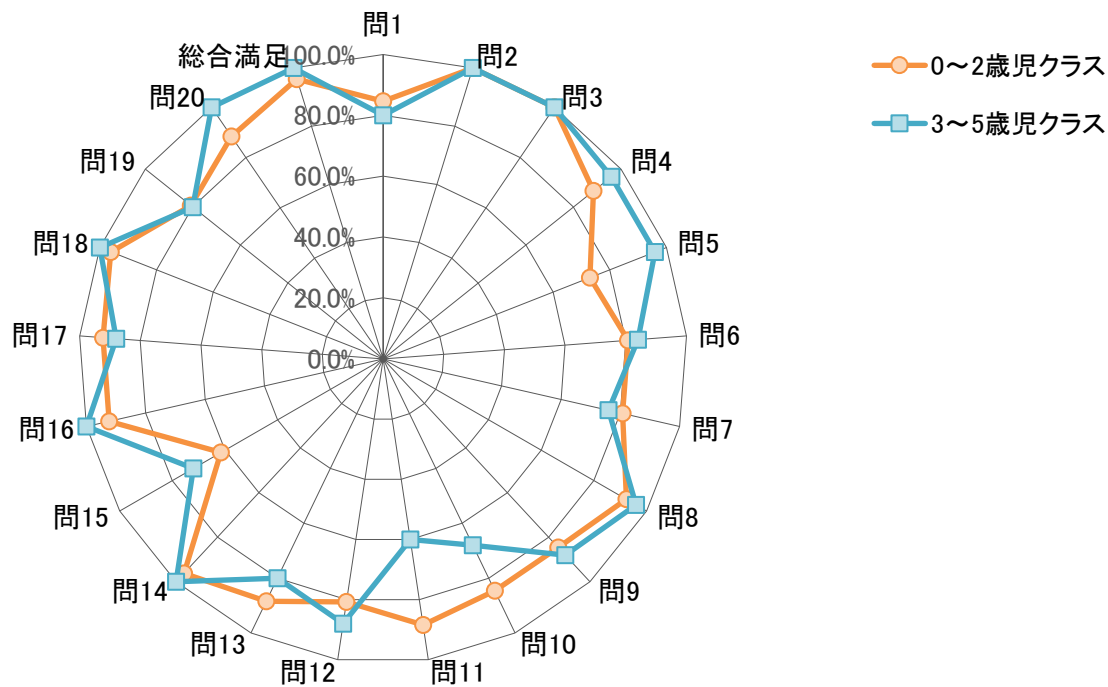 問1
問2
問3
問4
問5
問6
問7
問8
問9
問10
問11
問12
問13
問14
問15
問16
問17
問18
問19
問20
総合満足
100.0%
80.0%
60.0%
40.0%
20.0%
0.0%
0～2歳児クラス
3～5歳児クラス